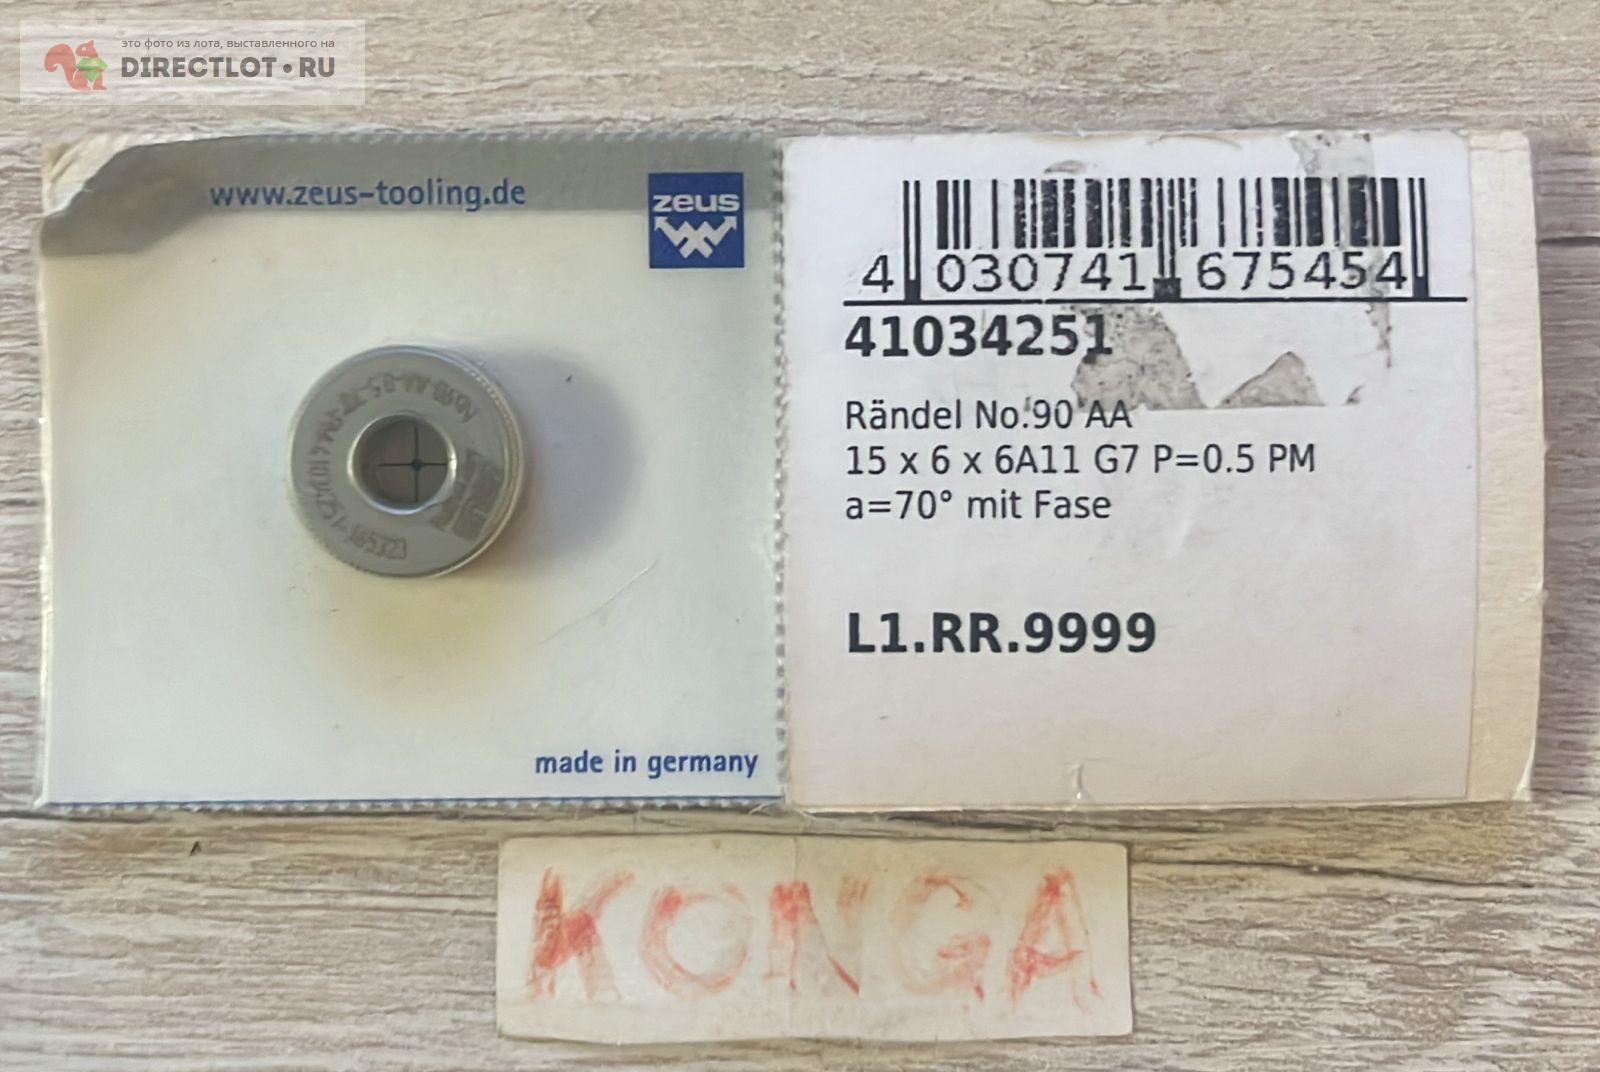 это фото из лота, выставленного на
DIRECTLOT•RU
www.zeus-tooling.de
zeus
made in germany
4 030741 675454
41034251
Rändel No.90 AA
15 x 6 x 6A11 G7 P=0.5 PM
a=70° mit Fase
L1.RR.9999
KONGA